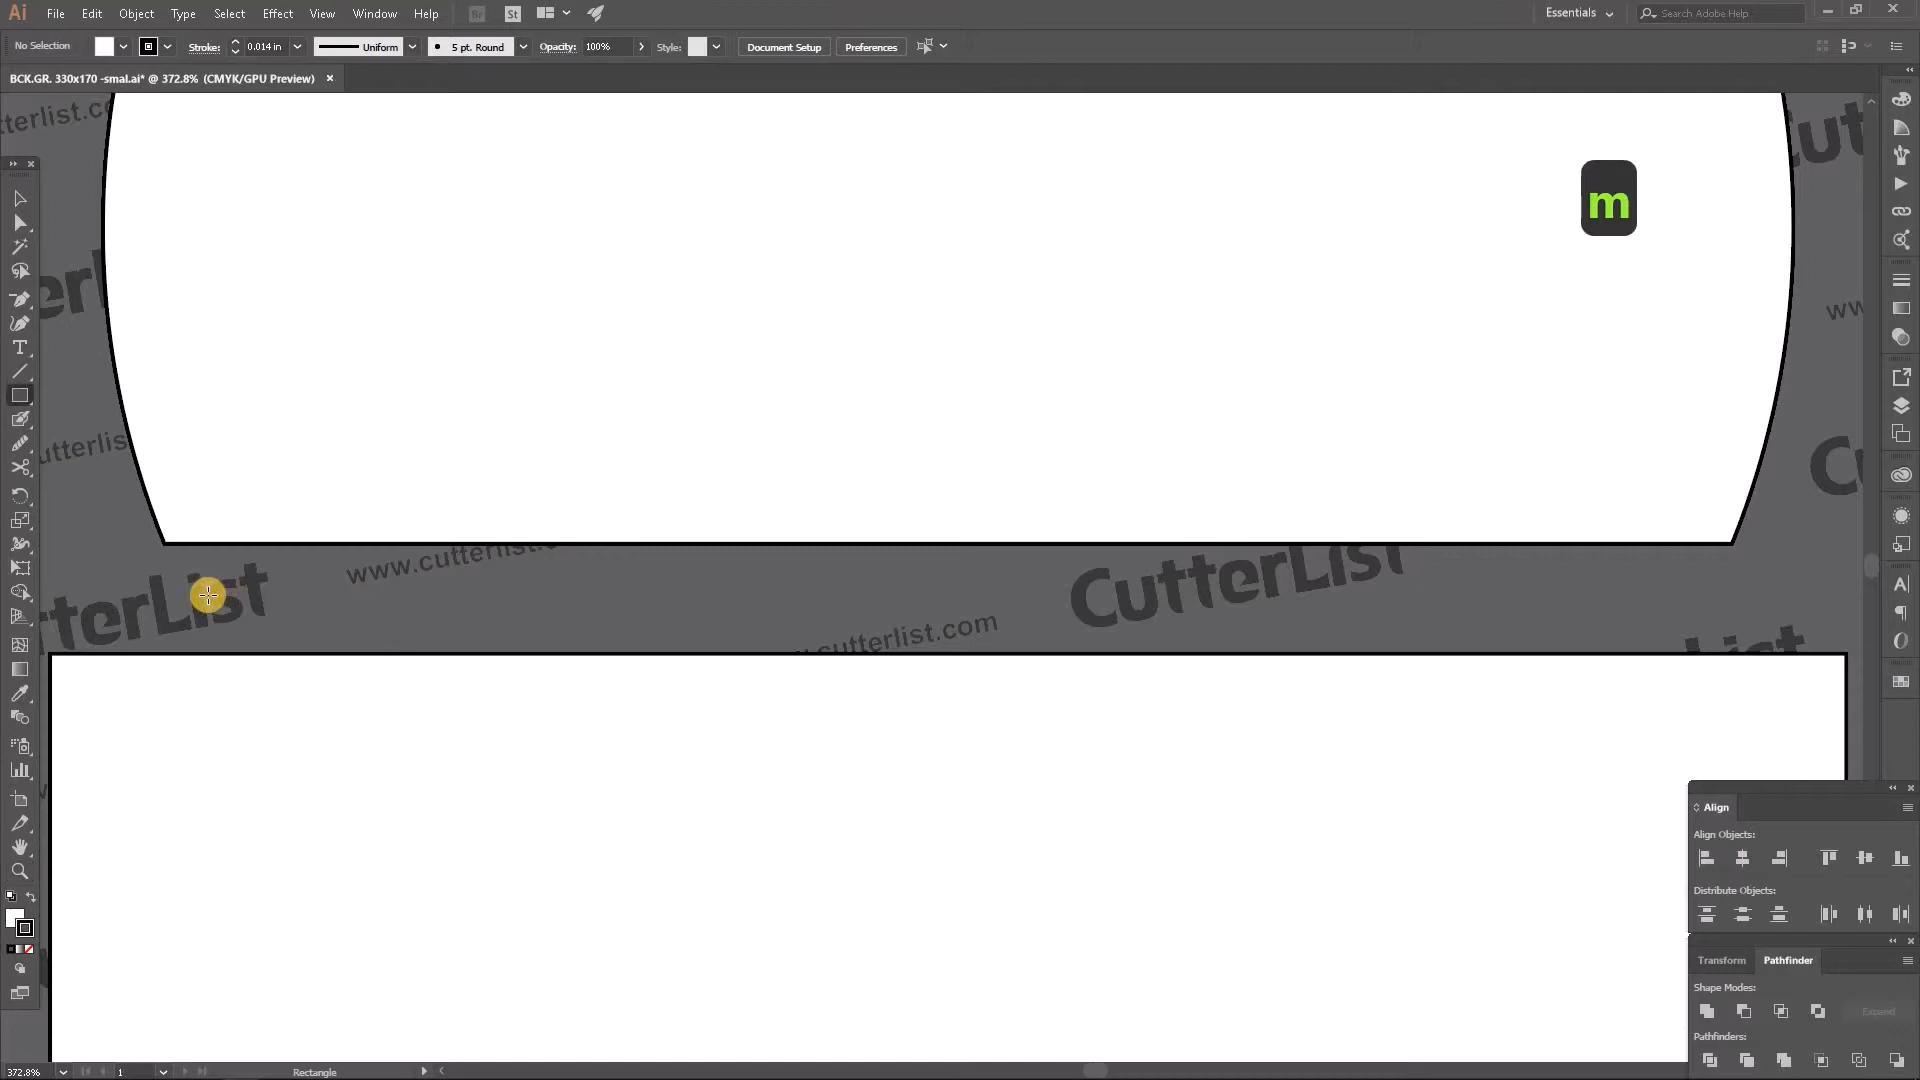 Ai File Edit Object Type Select Effect View Window Help Br St Essentials Search Adobe Help
No Selection Stroke: 0.014 in Uniform 5 pt. Round Opacity: 100% Style: Document Setup Preferences
BCK.GR. 330x170 -smal.ai* @ 372.8% (CMYK/GPU Preview)
m
www.cutterlist.
CutterList
cutterlist.com
Align
Align Objects:
Distribute Objects:
Transform Pathfinder
Shape Modes:
Expand
Pathfinders:
372.8% 1 Rectangle